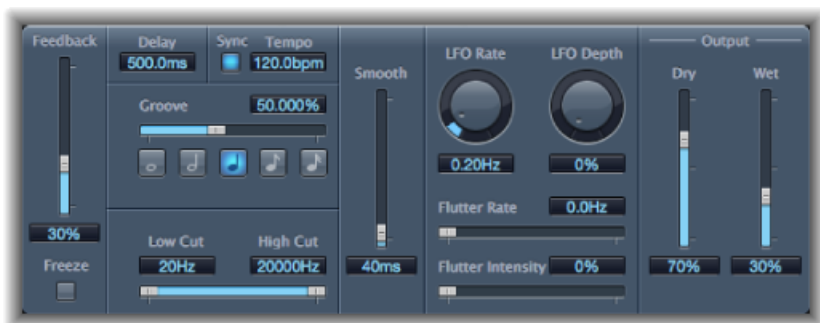 Feedback
30%
Freeze
Delay
500.0ms
Sync
Tempo
120.0bpm
Groove
50.000%
Low Cut
20Hz
High Cut
20000Hz
Smooth
40ms
LFO Rate
0.20Hz
LFO Depth
0%
Flutter Rate
0.0Hz
Flutter Intensity
0%
Output
Dry
70%
Wet
30%